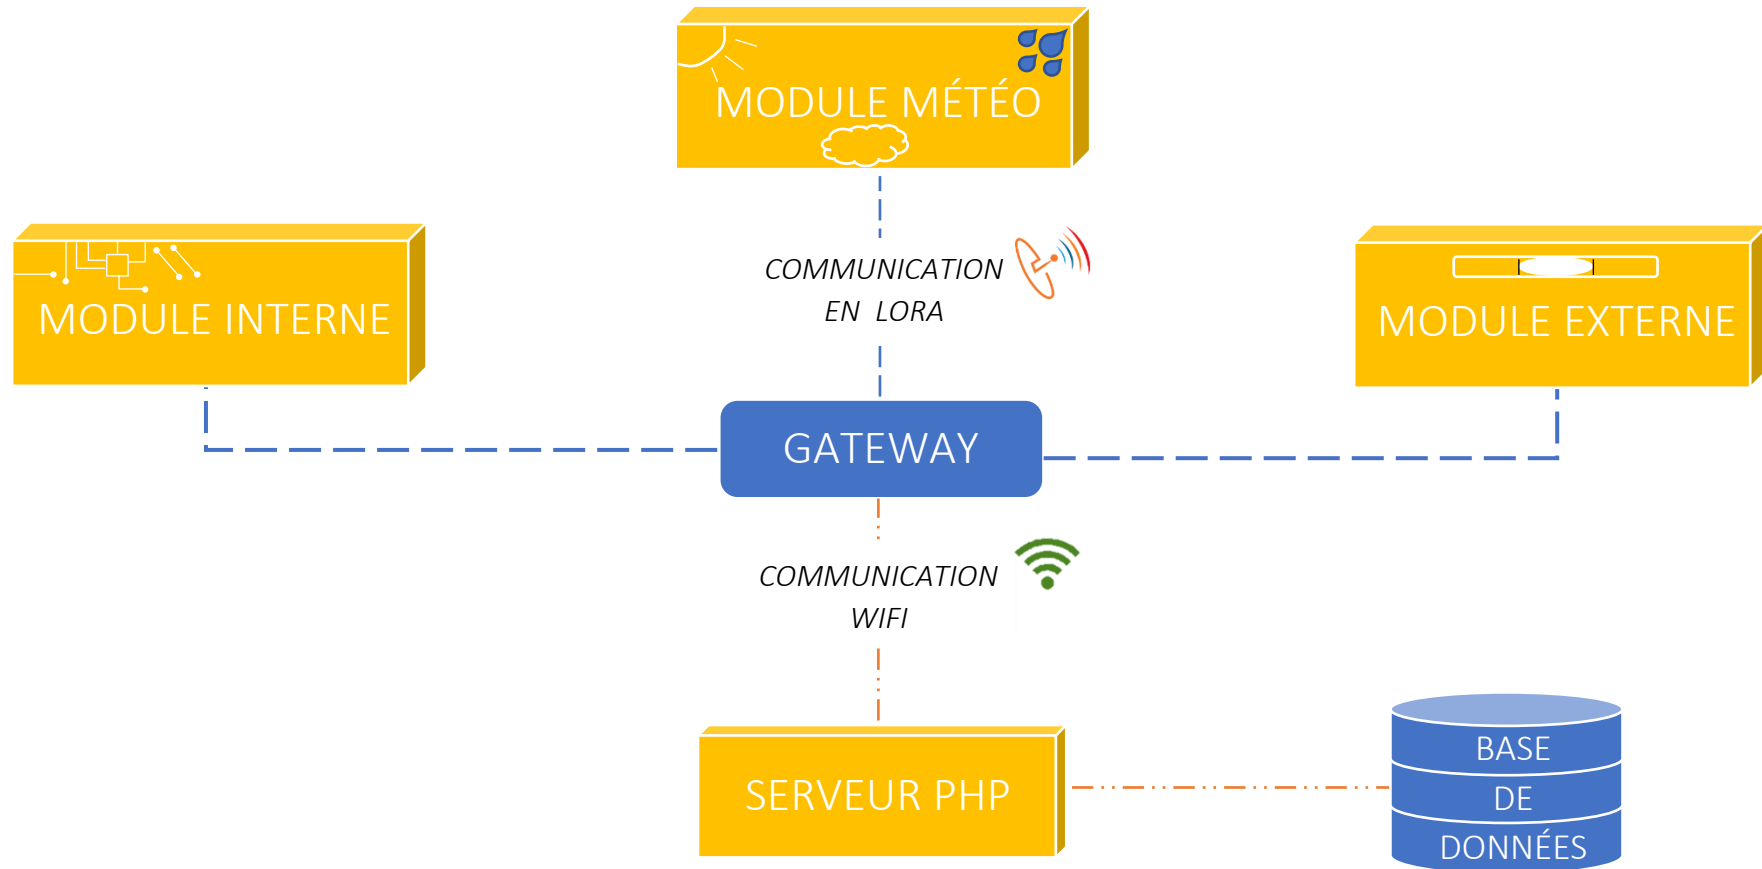 MODULE MÉTÉO
COMMUNICATION
EN LORA
MODULE INTERNE
MODULE EXTERNE
GATEWAY
COMMUNICATION
WIFI
SERVEUR PHP
BASE
DE
DONNÉES